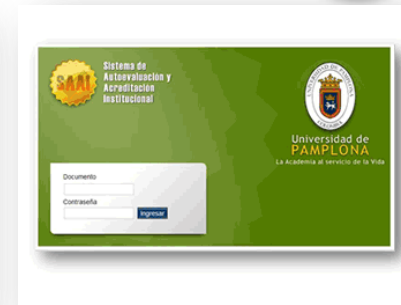 SAAI
Sistema de
Autoevaluación y
Acreditación
Institucional
Universidad de
PAMPLONA
La Academia al servicio de la Vida
Documento
Contraseña
Ingresar